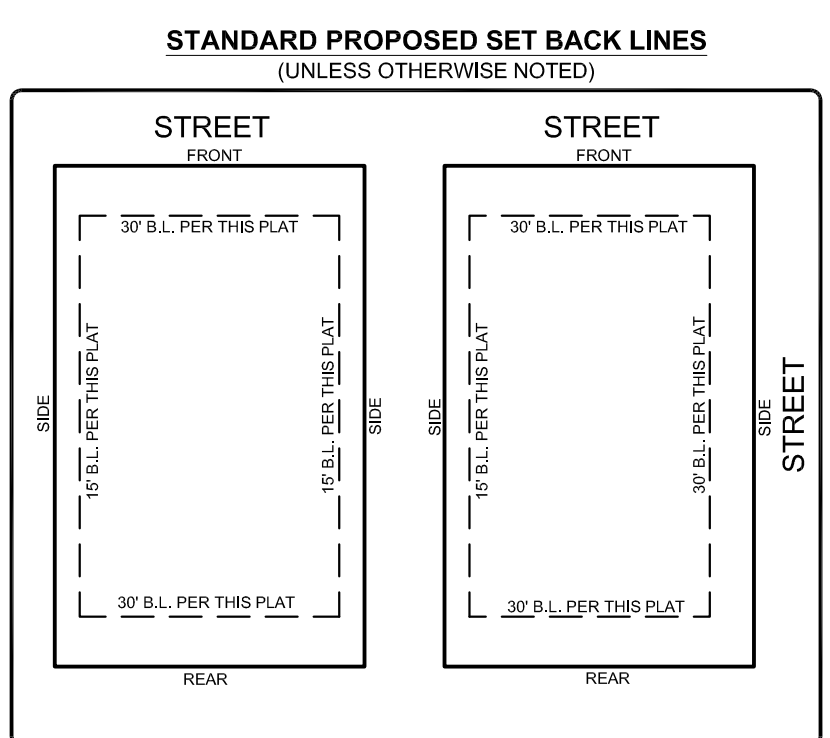 STANDARD PROPOSED SET BACK LINES
(UNLESS OTHERWISE NOTED)
STREET
FRONT
30' B.L. PER THIS PLAT
SIDE
15' B.L. PER THIS PLAT
15' B.L. PER THIS PLAT
SIDE
30' B.L. PER THIS PLAT
REAR
STREET
FRONT
30' B.L. PER THIS PLAT
SIDE
15' B.L. PER THIS PLAT
30' B.L. PER THIS PLAT
SIDE
STREET
30' B.L. PER THIS PLAT
REAR